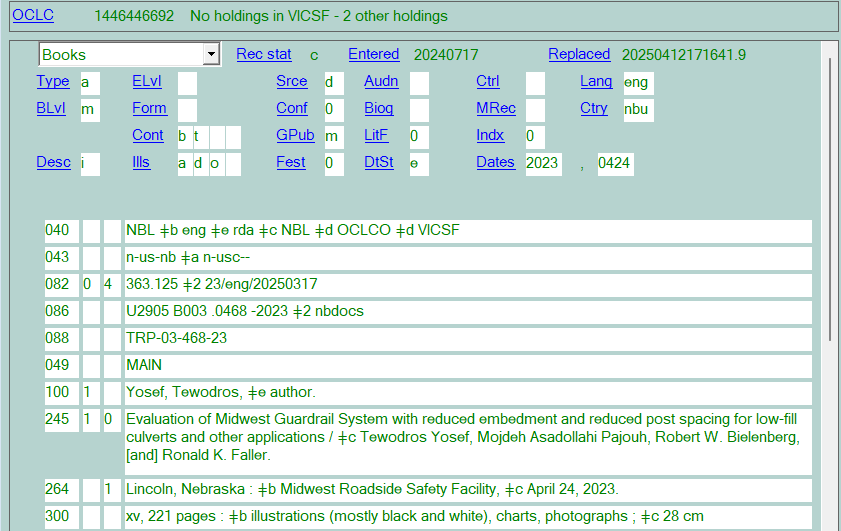 OCLC 1446446692 No holdings in VICSF - 2 other holdings
Books Rec stat c Entered 20240717 Replaced 20250412171641.9
Type a ELvl Srce d Audn Ctrl Lang eng
BLvl m Form Conf 0 Biog MRec Ctry nbu
Cont b t GPub m LitF 0 Indx 0
Desc i Ills a d o Fest 0 DtSt e Dates 2023 , 0424
040 NBL ǂb eng ǂe rda ǂc NBL ǂd OCLCO ǂd VICSF
043 n-us-nb ǂa n-usc--
082 0 4 363.125 ǂ2 23/eng/20250317
086 U2905 B003 .0468 -2023 ǂ2 nbdocs
088 TRP-03-468-23
049 MAIN
100 1 Yosef, Tewodros, ǂe author.
245 1 0 Evaluation of Midwest Guardrail System with reduced embedment and reduced post spacing for low-fill
culverts and other applications / ǂc Tewodros Yosef, Mojdeh Asadollahi Pajouh, Robert W. Bielenberg,
[and] Ronald K. Faller.
264 1 Lincoln, Nebraska : ǂb Midwest Roadside Safety Facility, ǂc April 24, 2023.
300 xv, 221 pages : ǂb illustrations (mostly black and white), charts, photographs ; ǂc 28 cm